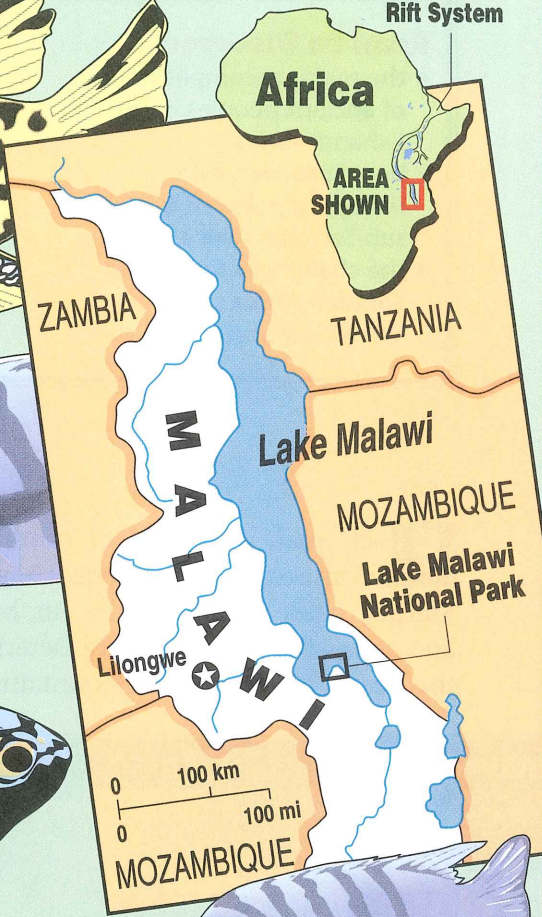 Rift System
Africa
AREA
SHOWN
ZAMBIA
TANZANIA
MALAWI
Lake Malawi
MOZAMBIQUE
Lake Malawi
National Park
Lilongwe
0
100 km
0
100 mi
MOZAMBIQUE